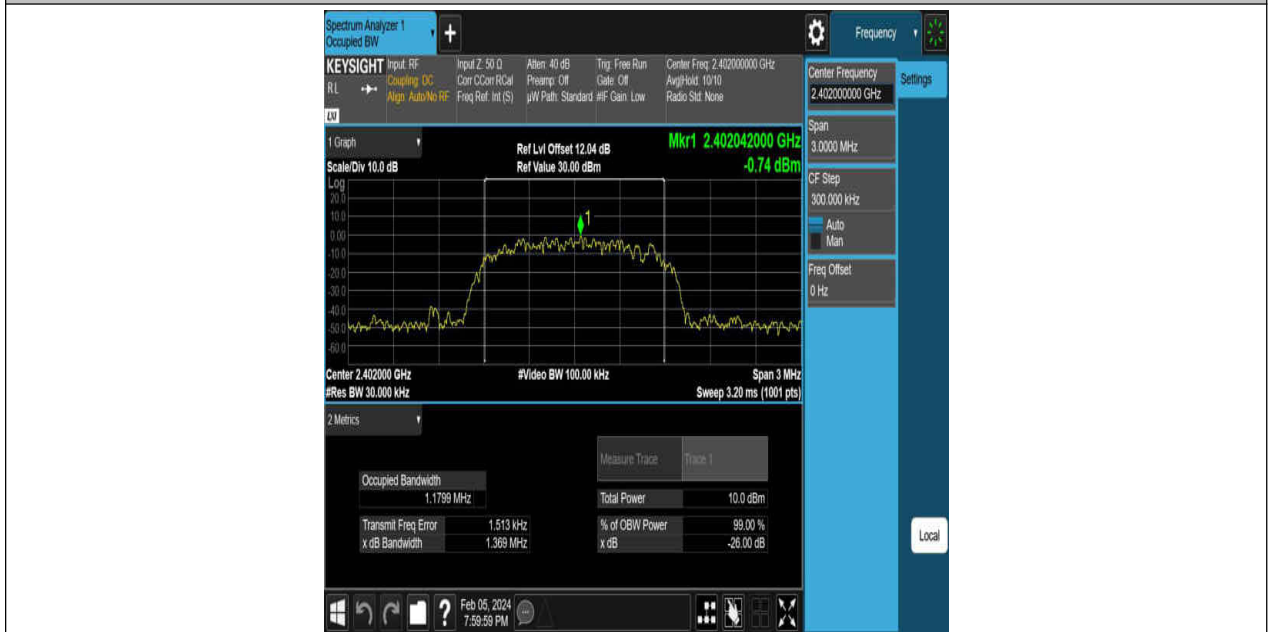 Spectrum Analyzer 1
Occupied BW
Frequency
KEYSIGHT
RL
LXI
Input: RF
Coupling: DC
Align: Auto/No RF
Input Z: 50 Ω
Corr CCorr RCal
Freq Ref: Int (S)
Atten: 40 dB
Preamp: Off
µW Path: Standard
Trig: Free Run
Gate: Off
#IF Gain: Low
Center Freq: 2.402000000 GHz
Avg|Hold: 10/10
Radio Std: None
Center Frequency
2.402000000 GHz
Settings
Span
3.0000 MHz
CF Step
300.000 kHz
Auto
Man
Freq Offset
0 Hz
Local
1 Graph
Scale/Div 10.0 dB
Ref Lvl Offset 12.04 dB
Ref Value 30.00 dBm
Mkr1 2.402042000 GHz
-0.74 dBm
Log
20.0
10.0
0.00
-10.0
-20.0
-30.0
-40.0
-50.0
-60.0
1
Center 2.402000 GHz
#Video BW 100.00 kHz
Span 3 MHz
#Res BW 30.000 kHz
Sweep 3.20 ms (1001 pts)
2 Metrics
Measure Trace Trace 1
Occupied Bandwidth
1.1799 MHz
Total Power 10.0 dBm
Transmit Freq Error 1.513 kHz
% of OBW Power 99.00 %
x dB Bandwidth 1.369 MHz
x dB -26.00 dB
Feb 05, 2024
7:59:59 PM